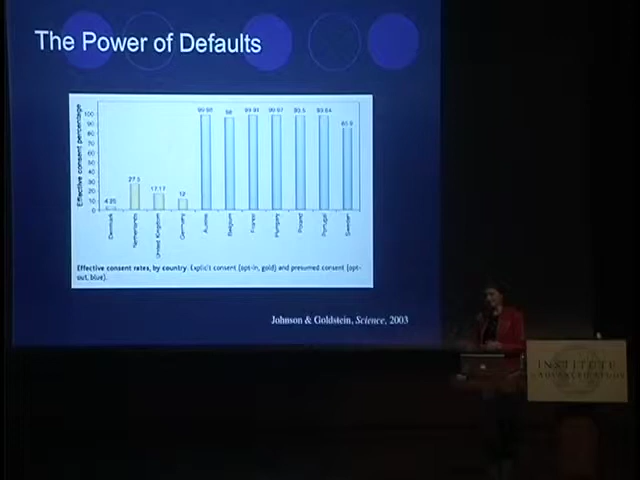 The Power of Defaults
Effective consent percentage
100
90
80
70
60
50
40
30
20
10
0
4.25
27.5
17.17
12
99.98
98
99.91
99.97
99.5
99.64
85.9
Denmark
Netherlands
United Kingdom
Germany
Austria
Belgium
France
Hungary
Poland
Portugal
Sweden
Effective consent rates, by country. Explicit consent (opt-in, gold) and presumed consent (opt-
out, blue).
Johnson & Goldstein, Science, 2003
INSTITUTE
ADVANCED STUDY